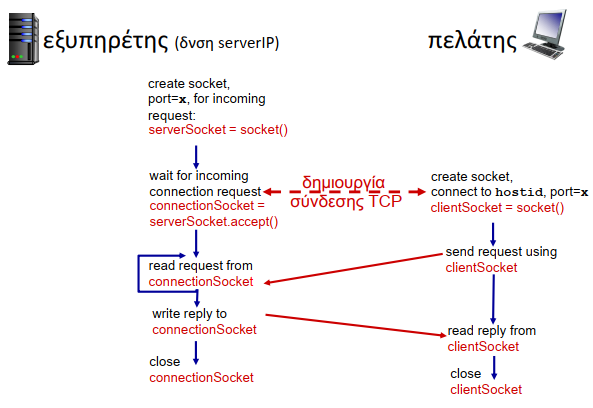 εξυπηρέτης (δνση serverIP)
πελάτης
create socket,
port=x, for incoming
request:
serverSocket = socket()
wait for incoming
connection request
connectionSocket =
serverSocket.accept()
δημιουργία
σύνδεσης TCP
create socket,
connect to hostid, port=x
clientSocket = socket()
read request from
connectionSocket
send request using
clientSocket
write reply to
connectionSocket
read reply from
clientSocket
close
connectionSocket
close
clientSocket